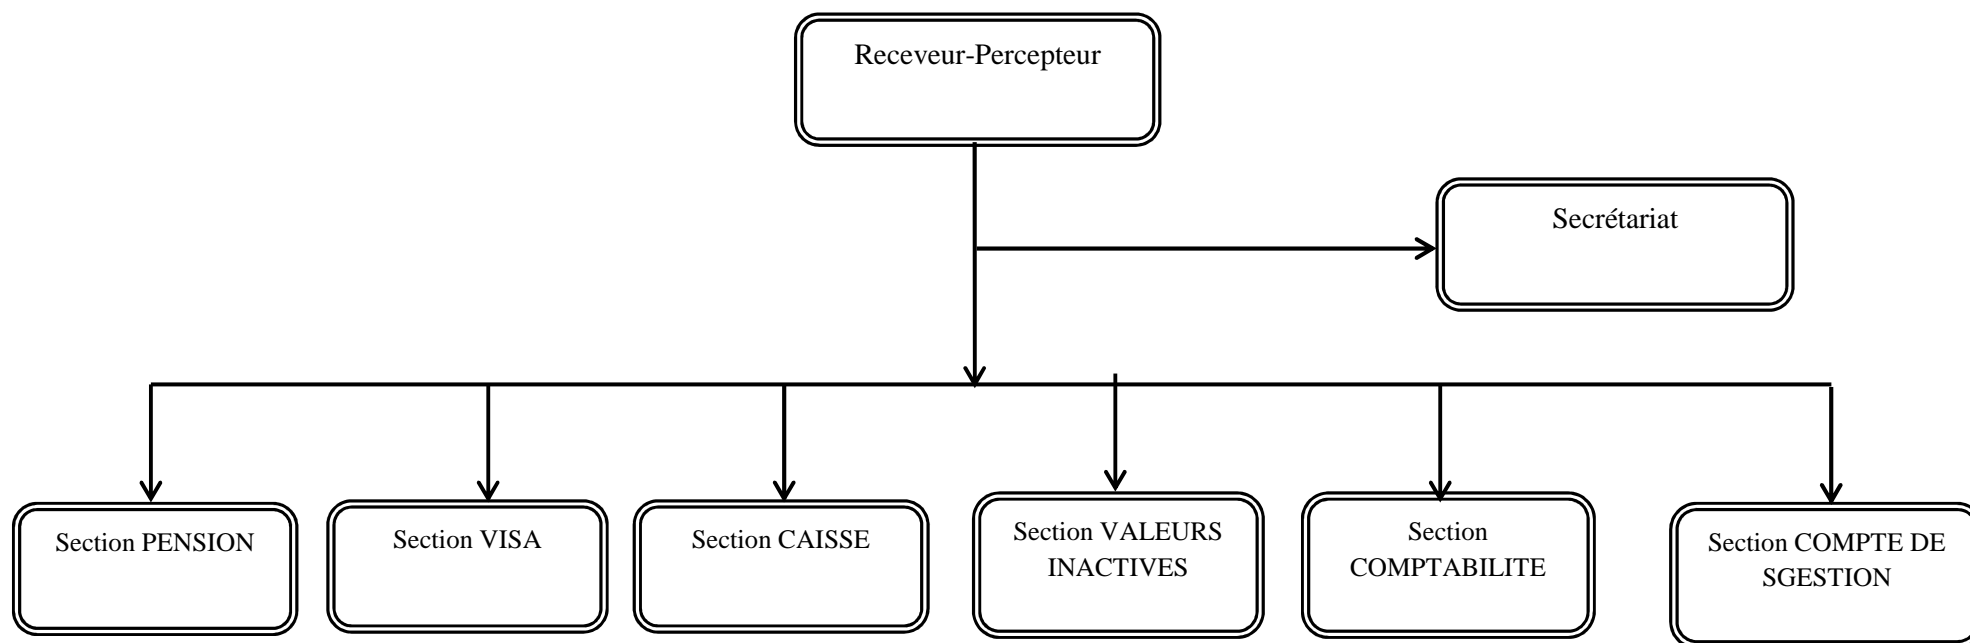 Receveur-Percepteur
Secrétariat
Section PENSION
Section VISA
Section CAISSE
Section VALEURS
INACTIVES
Section
COMPTABILITE
Section COMPTE DE
SGESTION